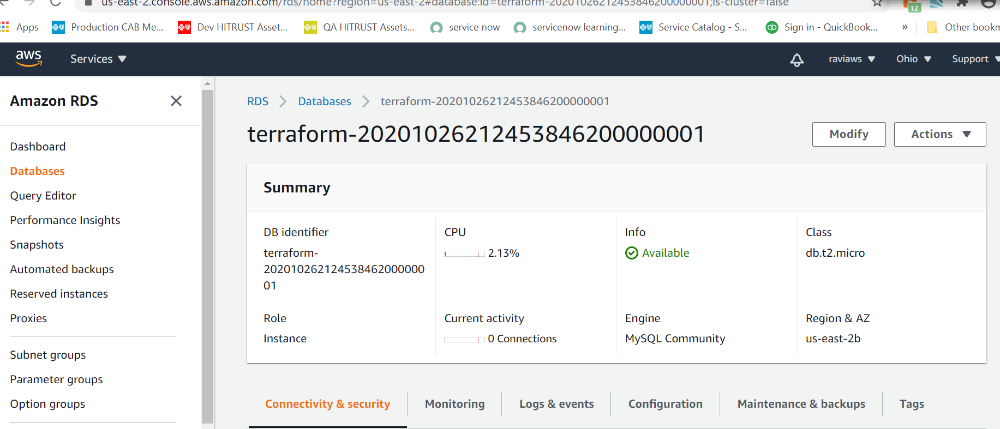 us-east-2.console.aws.amazon.com/rds/home?region=us-east-2#database:id=terraform-20201026212453846200000001;is-cluster=false
12
Apps
Production CAB Me...
Dev HITRUST Asset...
QA HITRUST Assets...
service now
servicenow learning...
Service Catalog - S...
qb
Sign in - QuickBook...
»
Other bookm
aws
Services
raviaws
Ohio
Support
Amazon RDS
RDS
Databases
terraform-20201026212453846200000001
terraform-20201026212453846200000001
Modify
Actions
Dashboard
Databases
Query Editor
Performance Insights
Snapshots
Automated backups
Reserved instances
Proxies
Subnet groups
Parameter groups
Option groups
Summary
DB identifier
terraform-
202010262124538462000000
01
CPU
2.13%
Info
Available
Class
db.t2.micro
Role
Instance
Current activity
0 Connections
Engine
MySQL Community
Region & AZ
us-east-2b
Connectivity & security
Monitoring
Logs & events
Configuration
Maintenance & backups
Tags